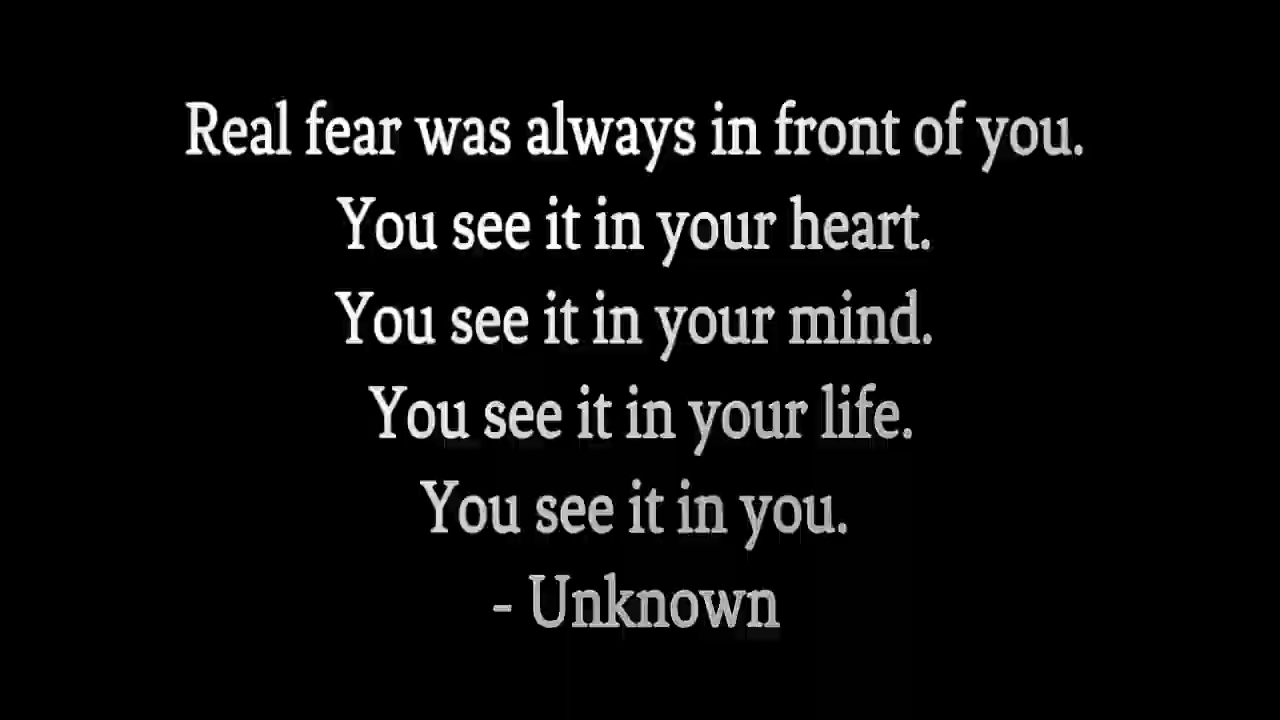 Real fear was always in front of you.
You see it in your heart.
You see it in your mind.
You see it in your life.
You see it in you.
- Unknown